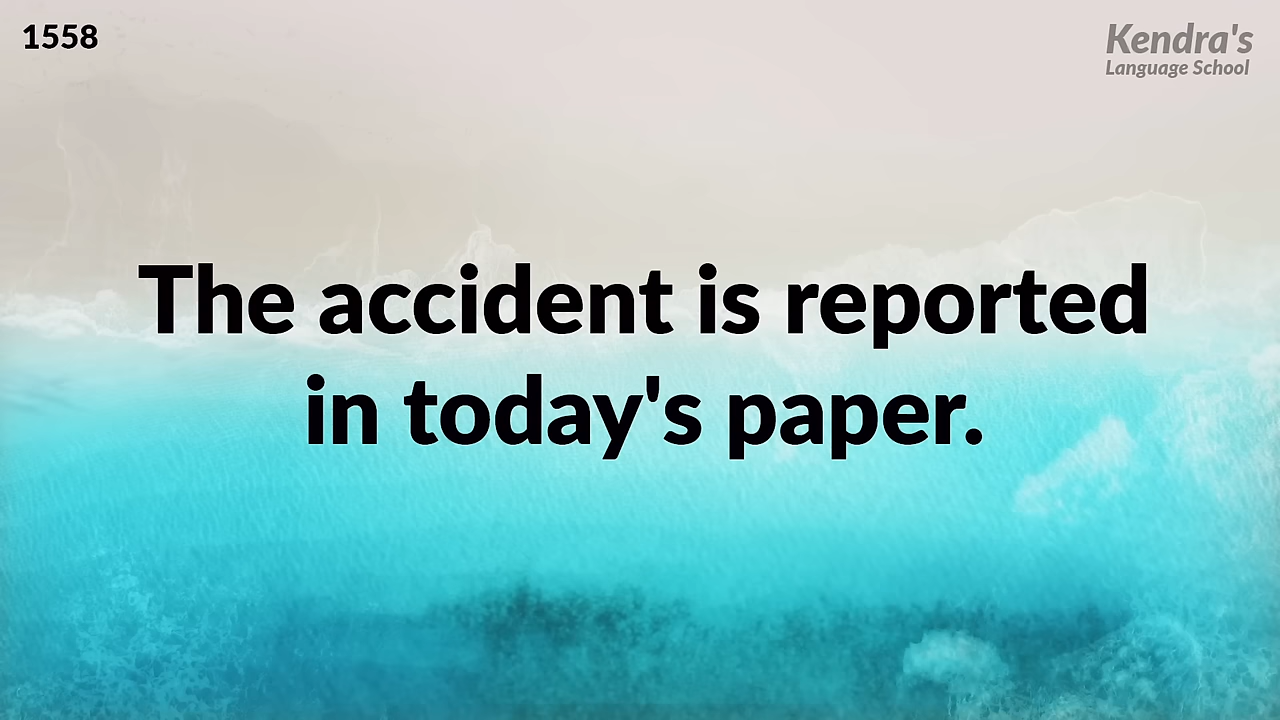 1558
Kendra's
Language School
The accident is reported
in today's paper.